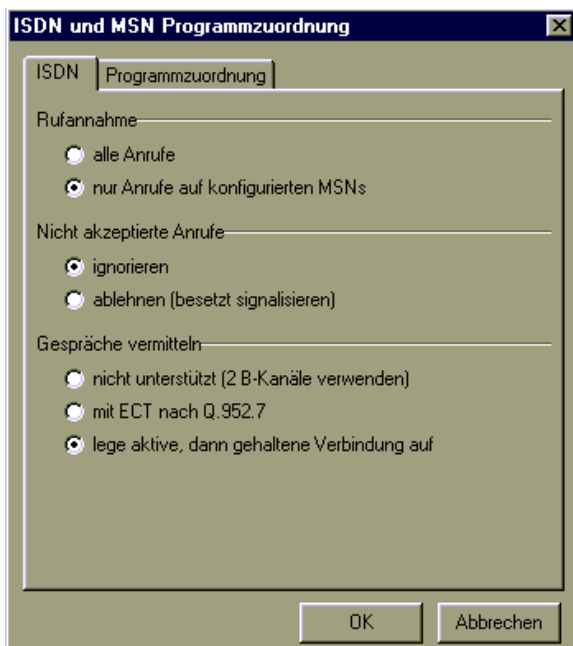 ISDN und MSN Programmzuordnung
ISDN
Programmzuordnung
Rufannahme
alle Anrufe
nur Anrufe auf konfigurierten MSNs
Nicht akzeptierte Anrufe
ignorieren
ablehnen (besetzt signalisieren)
Gespräche vermitteln
nicht unterstützt (2 B-Kanäle verwenden)
mit ECT nach Q.952.7
lege aktive, dann gehaltene Verbindung auf
OK
Abbrechen